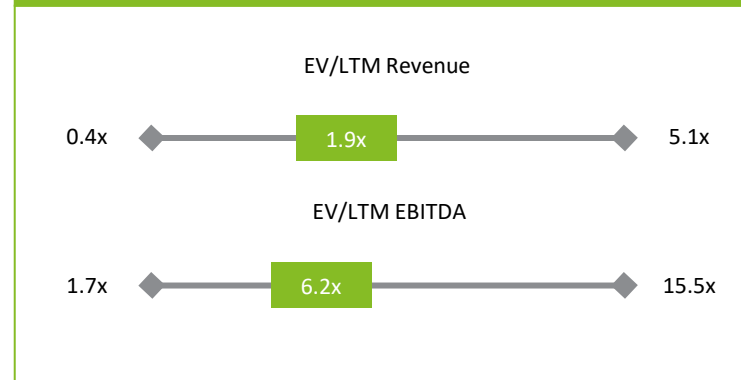 EV/LTM Revenue
0.4x 1.9x 5.1x
EV/LTM EBITDA
1.7x 6.2x 15.5x